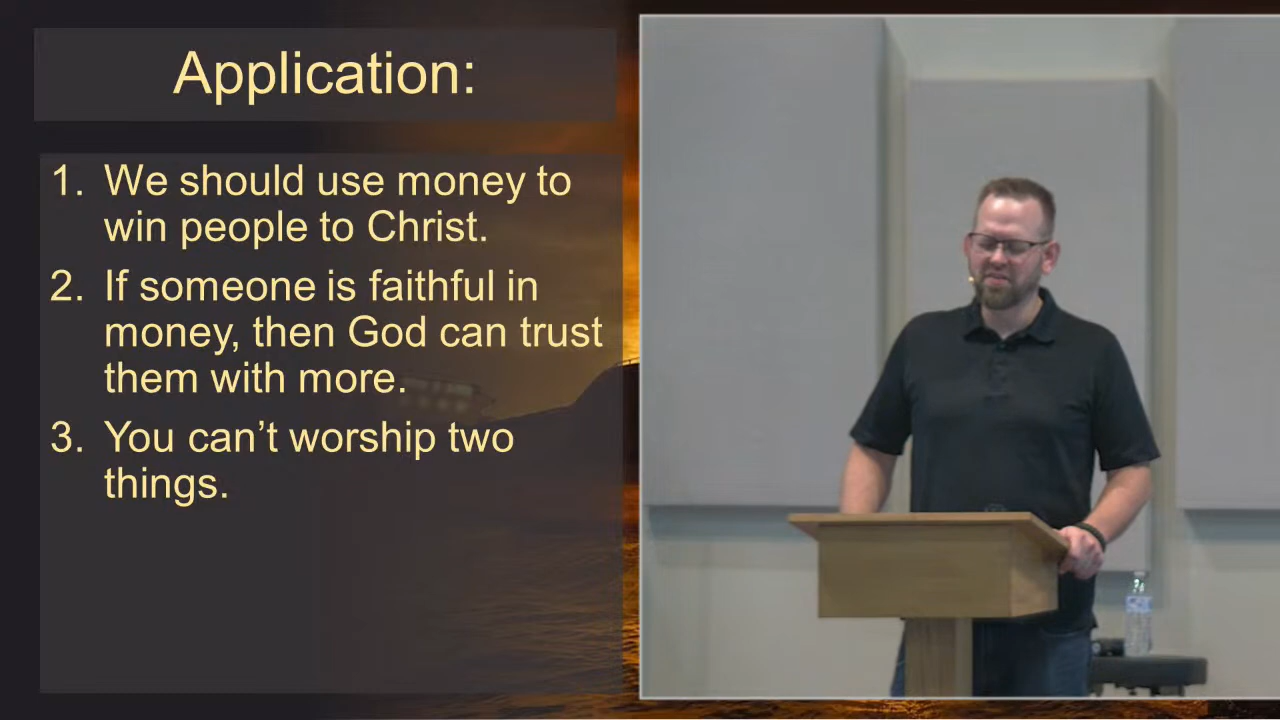 Application:
1. We should use money to
win people to Christ.
2. If someone is faithful in
money, then God can trust
them with more.
3. You can’t worship two
things.